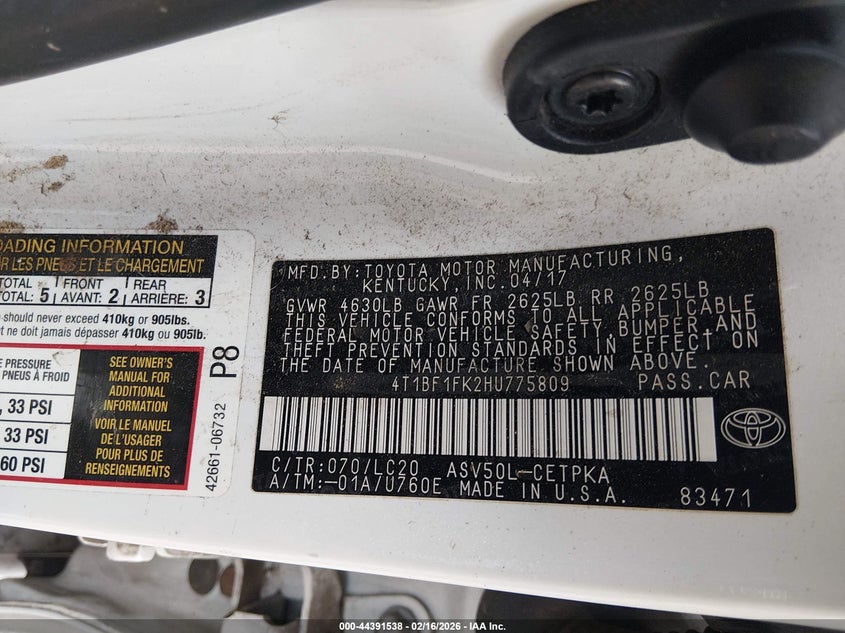 OADING INFORMATION
R LES PNEUS ET LE CHARGEMENT
TOTAL FRONT REAR
TOTAL: 5 AVANT: 2 ARRIÈRE: 3
should never exceed 410kg or 905lbs.
t ne doit jamais dépasser 410kg ou 905lb.
PRESSURE
PNEUS À FROID
, 33 PSI
33 PSI
60 PSI
SEE OWNER'S
MANUAL FOR
ADDITIONAL
INFORMATION
VOIR LE MANUEL
DE L'USAGER
POUR PLUS DE
RENSEIGNEMENTS
42661-06732 P8
MFD.BY:TOYOTA MOTOR MANUFACTURING,
KENTUCKY,INC.04/17
GVWR 4630LB GAWR FR 2625LB RR 2625LB
THIS VEHICLE CONFORMS TO ALL APPLICABLE
FEDERAL MOTOR VEHICLE SAFETY,BUMPER,AND
THEFT PREVENTION STANDARDS IN EFFECT ON
THE DATE OF MANUFACTURE SHOWN ABOVE.
4T1BF1FK2HU775809 PASS.CAR
C/TR:070/LC20 ASV50L-CETPKA
A/TM:-01A/U760E MADE IN U.S.A. 83471
000-44391538 - 02/16/2026 - IAA Inc.